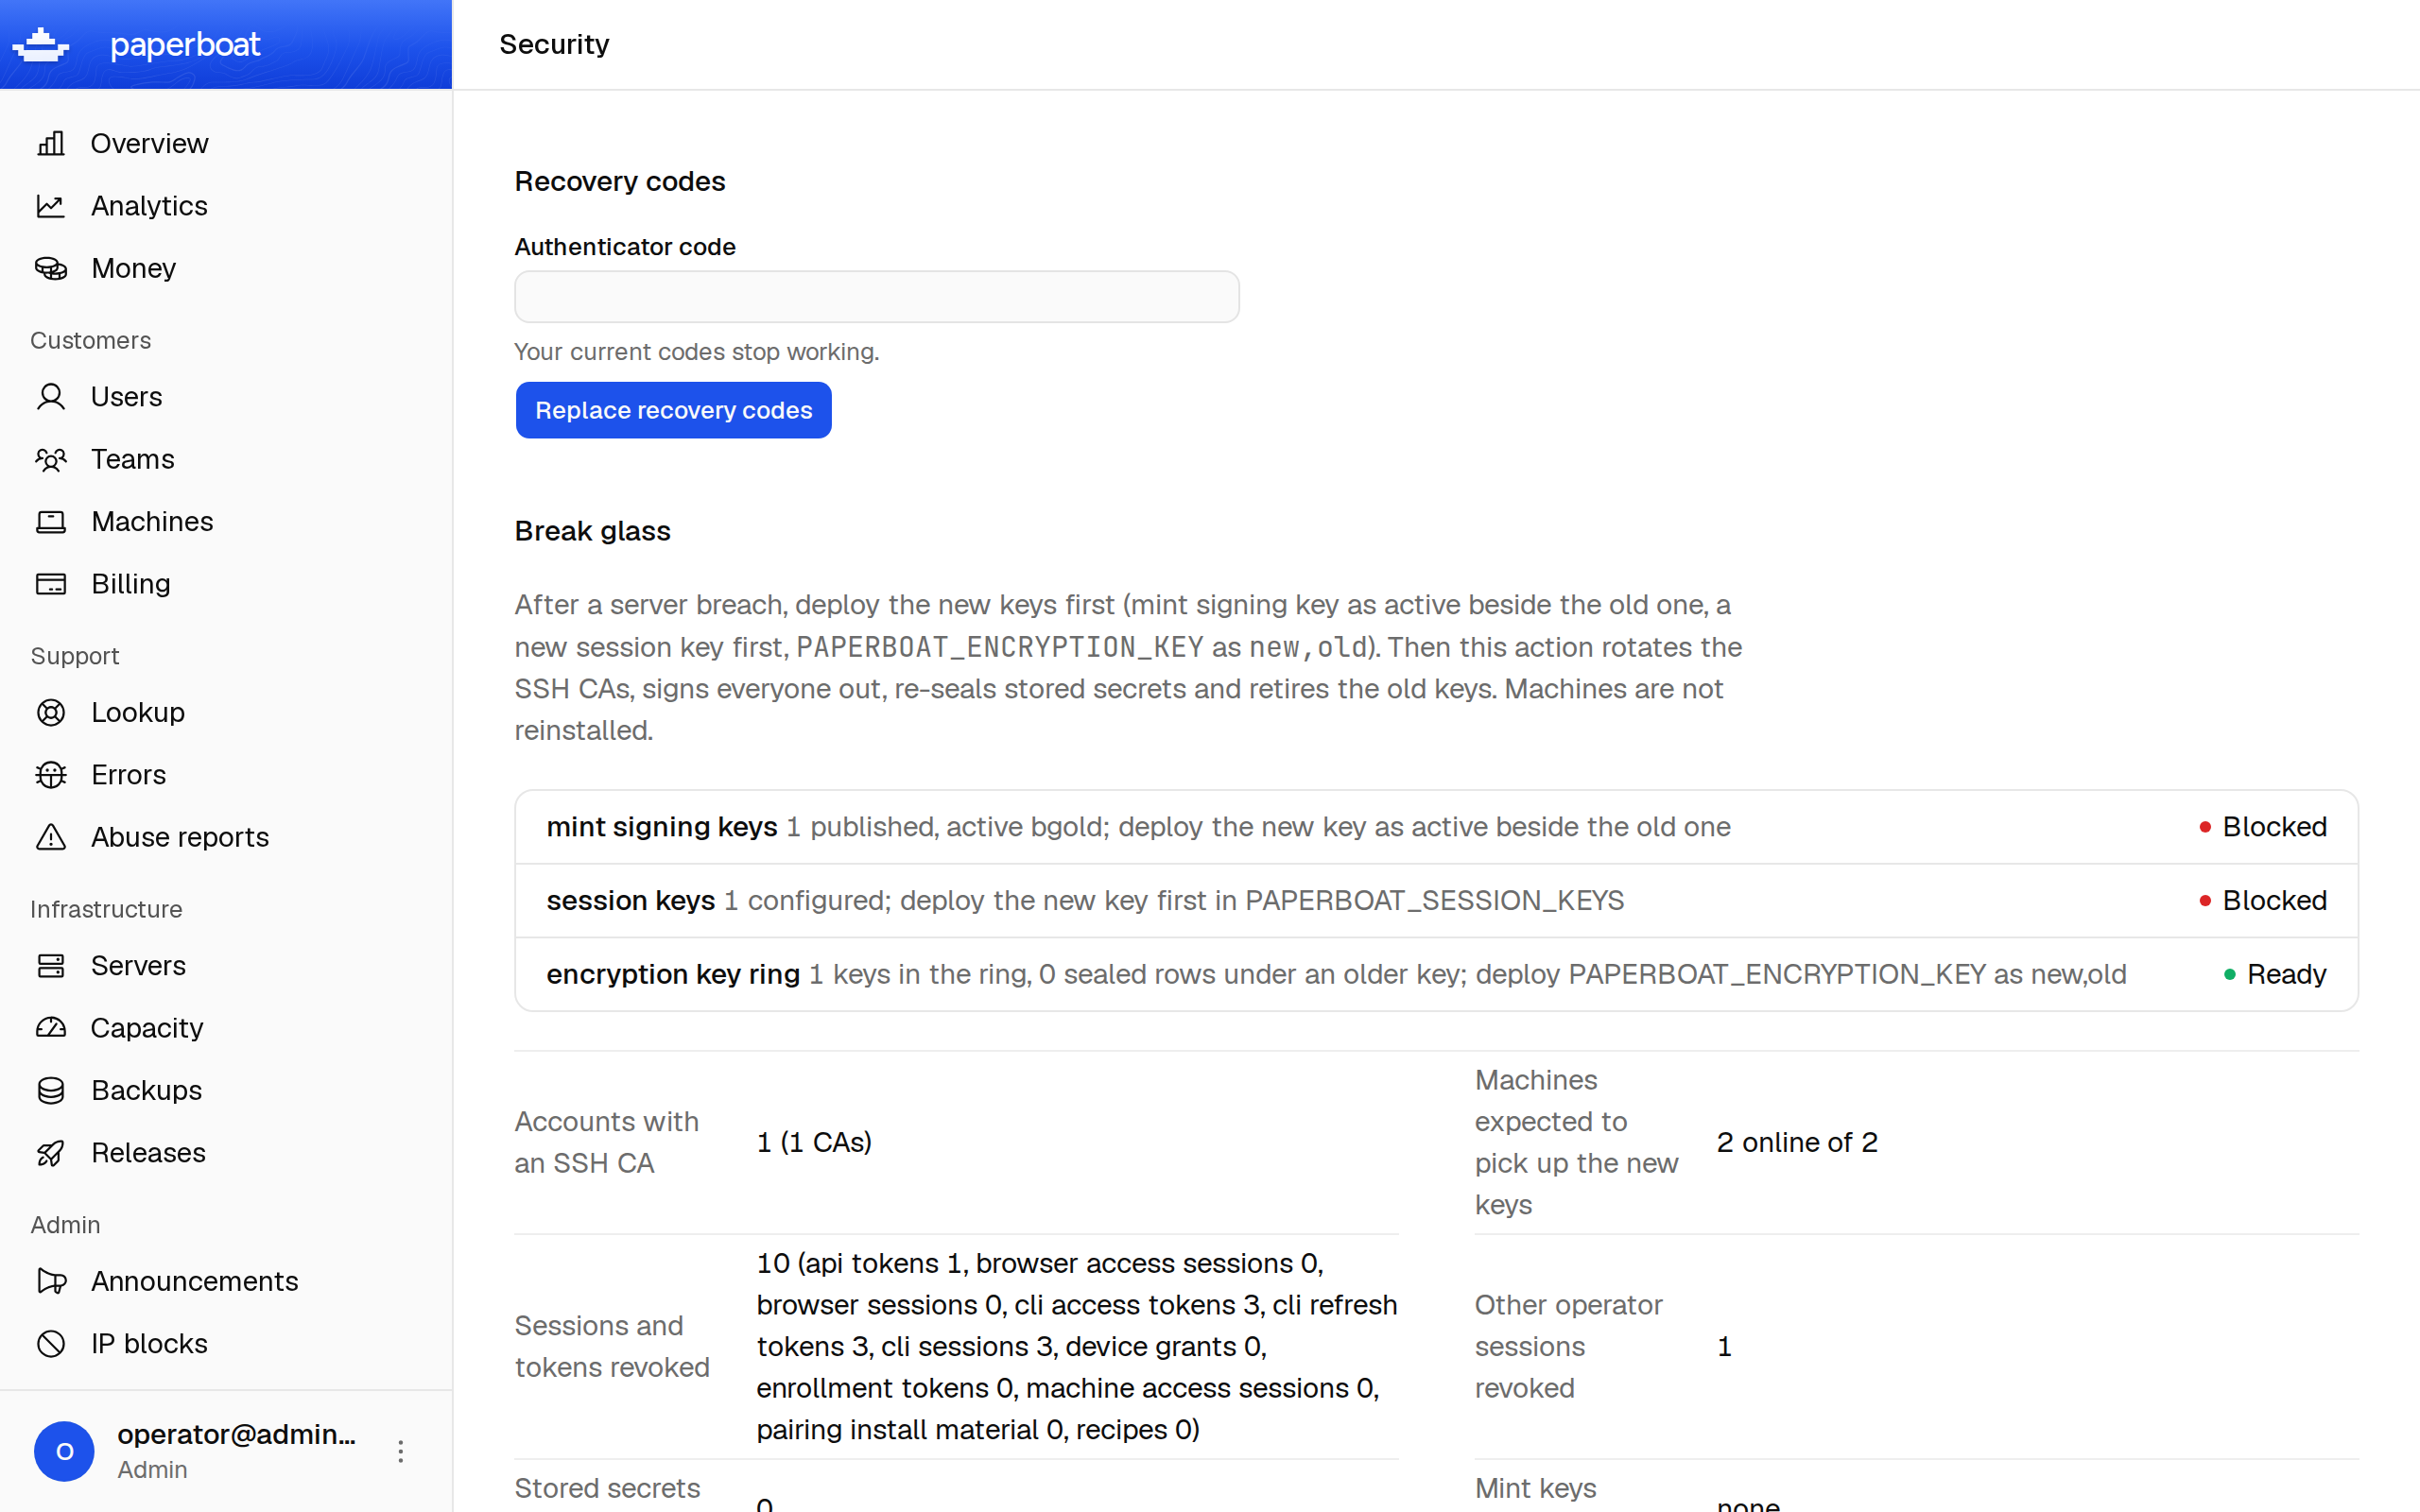 paperboat
Security
Overview
Analytics
Money
Customers
Users
Teams
Machines
Billing
Support
Lookup
Errors
Abuse reports
Infrastructure
Servers
Capacity
Backups
Releases
Admin
Announcements
IP blocks
O
operator@admin...
Admin
Recovery codes
Authenticator code
Your current codes stop working.
Replace recovery codes
Break glass
After a server breach, deploy the new keys first (mint signing key as active beside the old one, a
new session key first, PAPERBOAT_ENCRYPTION_KEY as new,old). Then this action rotates the
SSH CAs, signs everyone out, re-seals stored secrets and retires the old keys. Machines are not
reinstalled.
mint signing keys 1 published, active bgold; deploy the new key as active beside the old one
Blocked
session keys 1 configured; deploy the new key first in PAPERBOAT_SESSION_KEYS
Blocked
encryption key ring 1 keys in the ring, 0 sealed rows under an older key; deploy PAPERBOAT_ENCRYPTION_KEY as new,old
Ready
Accounts with
an SSH CA
1 (1 CAs)
Machines
expected to
pick up the new
keys
2 online of 2
Sessions and
tokens revoked
10 (api tokens 1, browser access sessions 0,
browser sessions 0, cli access tokens 3, cli refresh
tokens 3, cli sessions 3, device grants 0,
enrollment tokens 0, machine access sessions 0,
pairing install material 0, recipes 0)
Other operator
sessions
revoked
1
Stored secrets
0
Mint keys
none